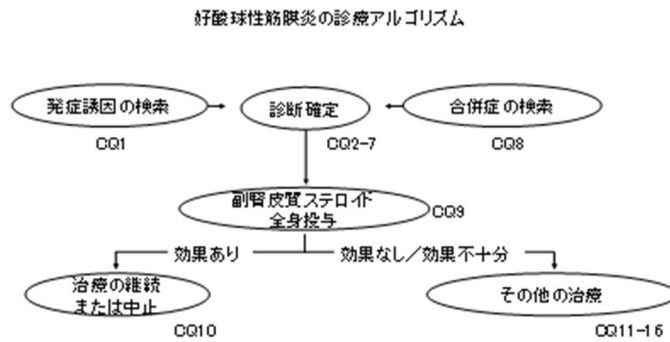 好酸球性筋膜炎の診療アルゴリズム
発症誘因の検索
診断確定
合併症の検索
CQ1
CQ2-7
CQ8
副腎皮質ステロイド
全身投与
CQ9
効果あり
効果なし／効果不十分
治療の継続
または中止
その他の治療
CQ10
CQ11-16